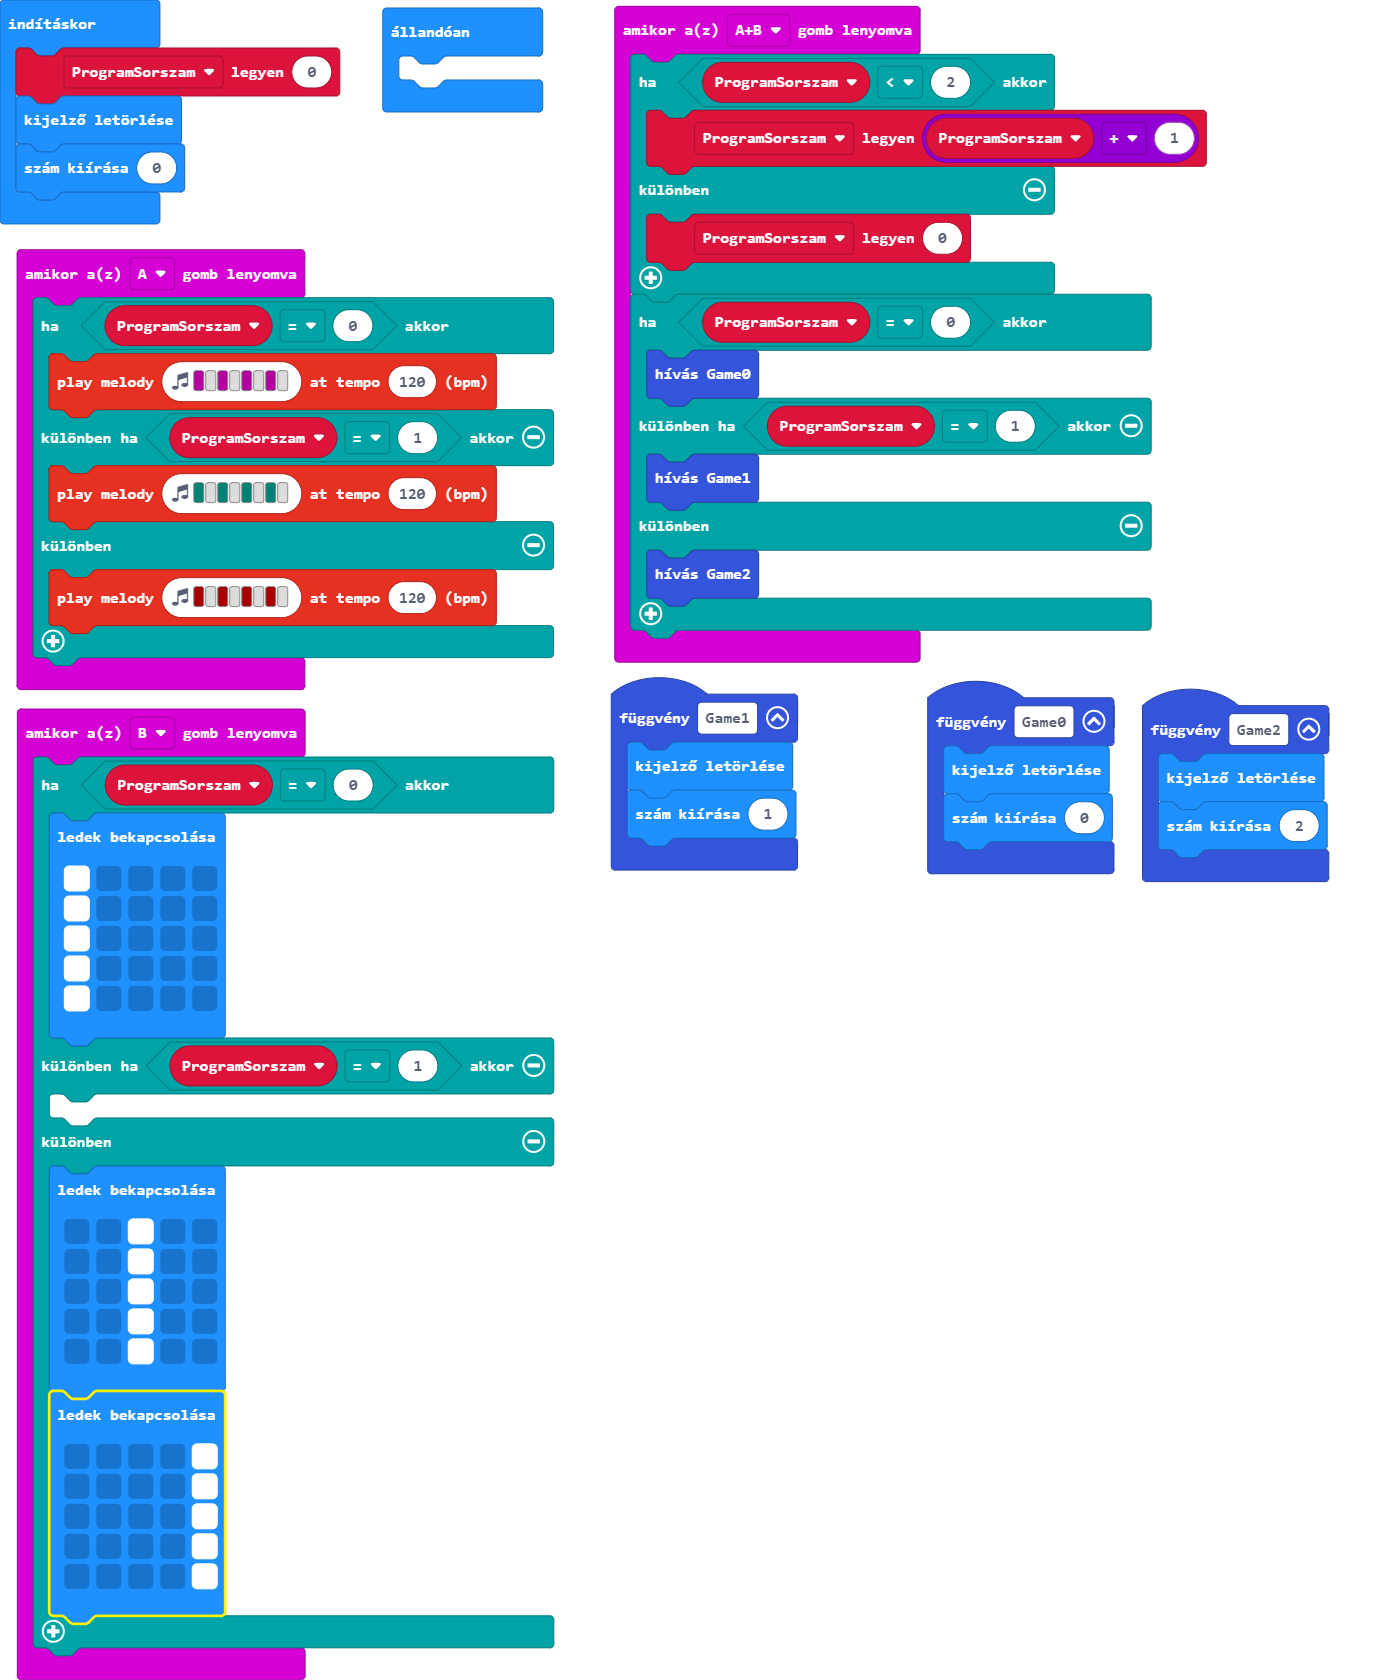 indításkor
ProgramSorszam legyen 0
kijelző letörlése
szám kiírása 0
állandóan
amikor a(z) A gomb lenyomva
ha ProgramSorszam = 0 akkor
play melody at tempo 120 (bpm)
különben ha ProgramSorszam = 1 akkor
play melody at tempo 120 (bpm)
különben
play melody at tempo 120 (bpm)
amikor a(z) B gomb lenyomva
ha ProgramSorszam = 0 akkor
ledek bekapcsolása
különben ha ProgramSorszam = 1 akkor
különben
ledek bekapcsolása
ledek bekapcsolása
amikor a(z) A+B gomb lenyomva
ha ProgramSorszam < 2 akkor
ProgramSorszam legyen ProgramSorszam + 1
különben
ProgramSorszam legyen 0
ha ProgramSorszam = 0 akkor
hívás Game0
különben ha ProgramSorszam = 1 akkor
hívás Game1
különben
hívás Game2
függvény Game1
kijelző letörlése
szám kiírása 1
függvény Game0
kijelző letörlése
szám kiírása 0
függvény Game2
kijelző letörlése
szám kiírása 2